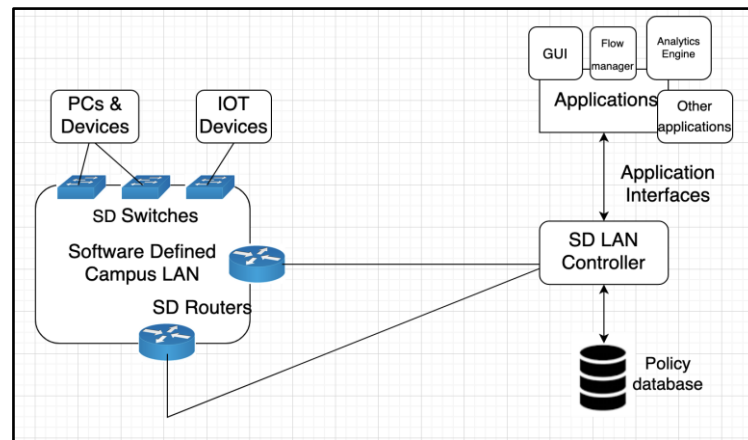 GUI
Flow
manager
Analytics
Engine
Applications
Other
applications
PCs &
Devices
IOT
Devices
SD Switches
Software Defined
Campus LAN
SD Routers
Application
Interfaces
SD LAN
Controller
Policy
database